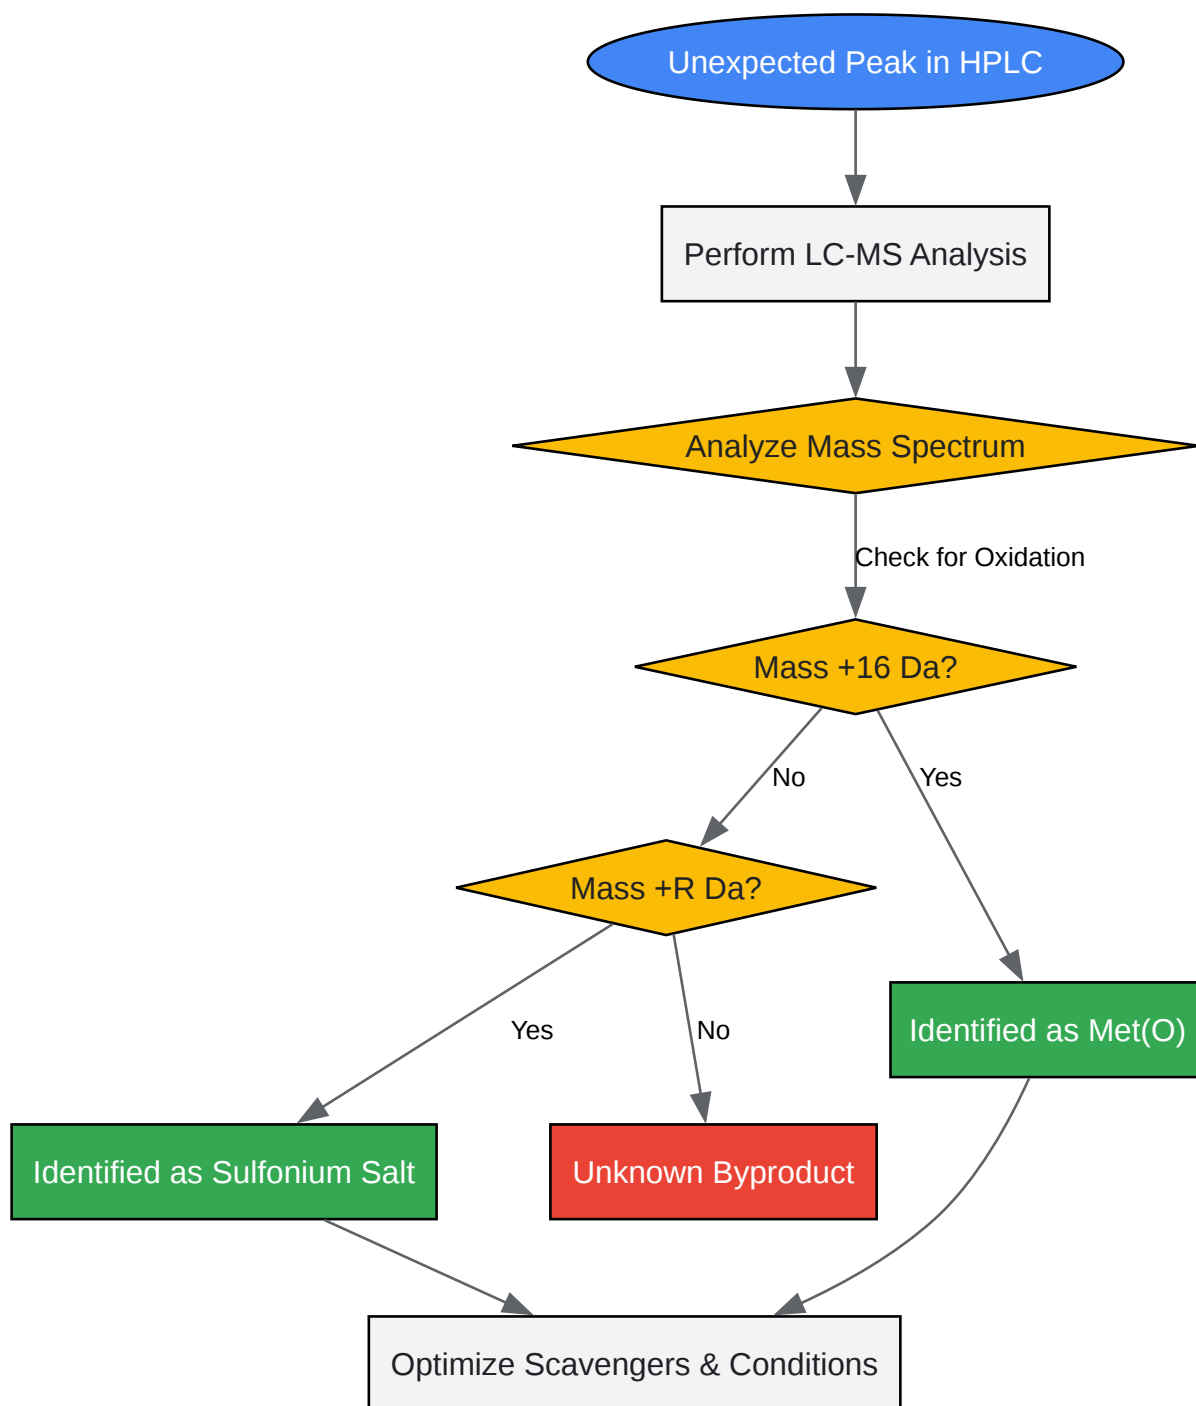 Unexpected Peak in HPLC
Perform LC-MS Analysis
Analyze Mass Spectrum
Check for Oxidation
Mass +16 Da?
No
Yes
Mass +R Da?
Yes
No
Identified as Met(O)
Identified as Sulfonium Salt
Unknown Byproduct
Optimize Scavengers & Conditions